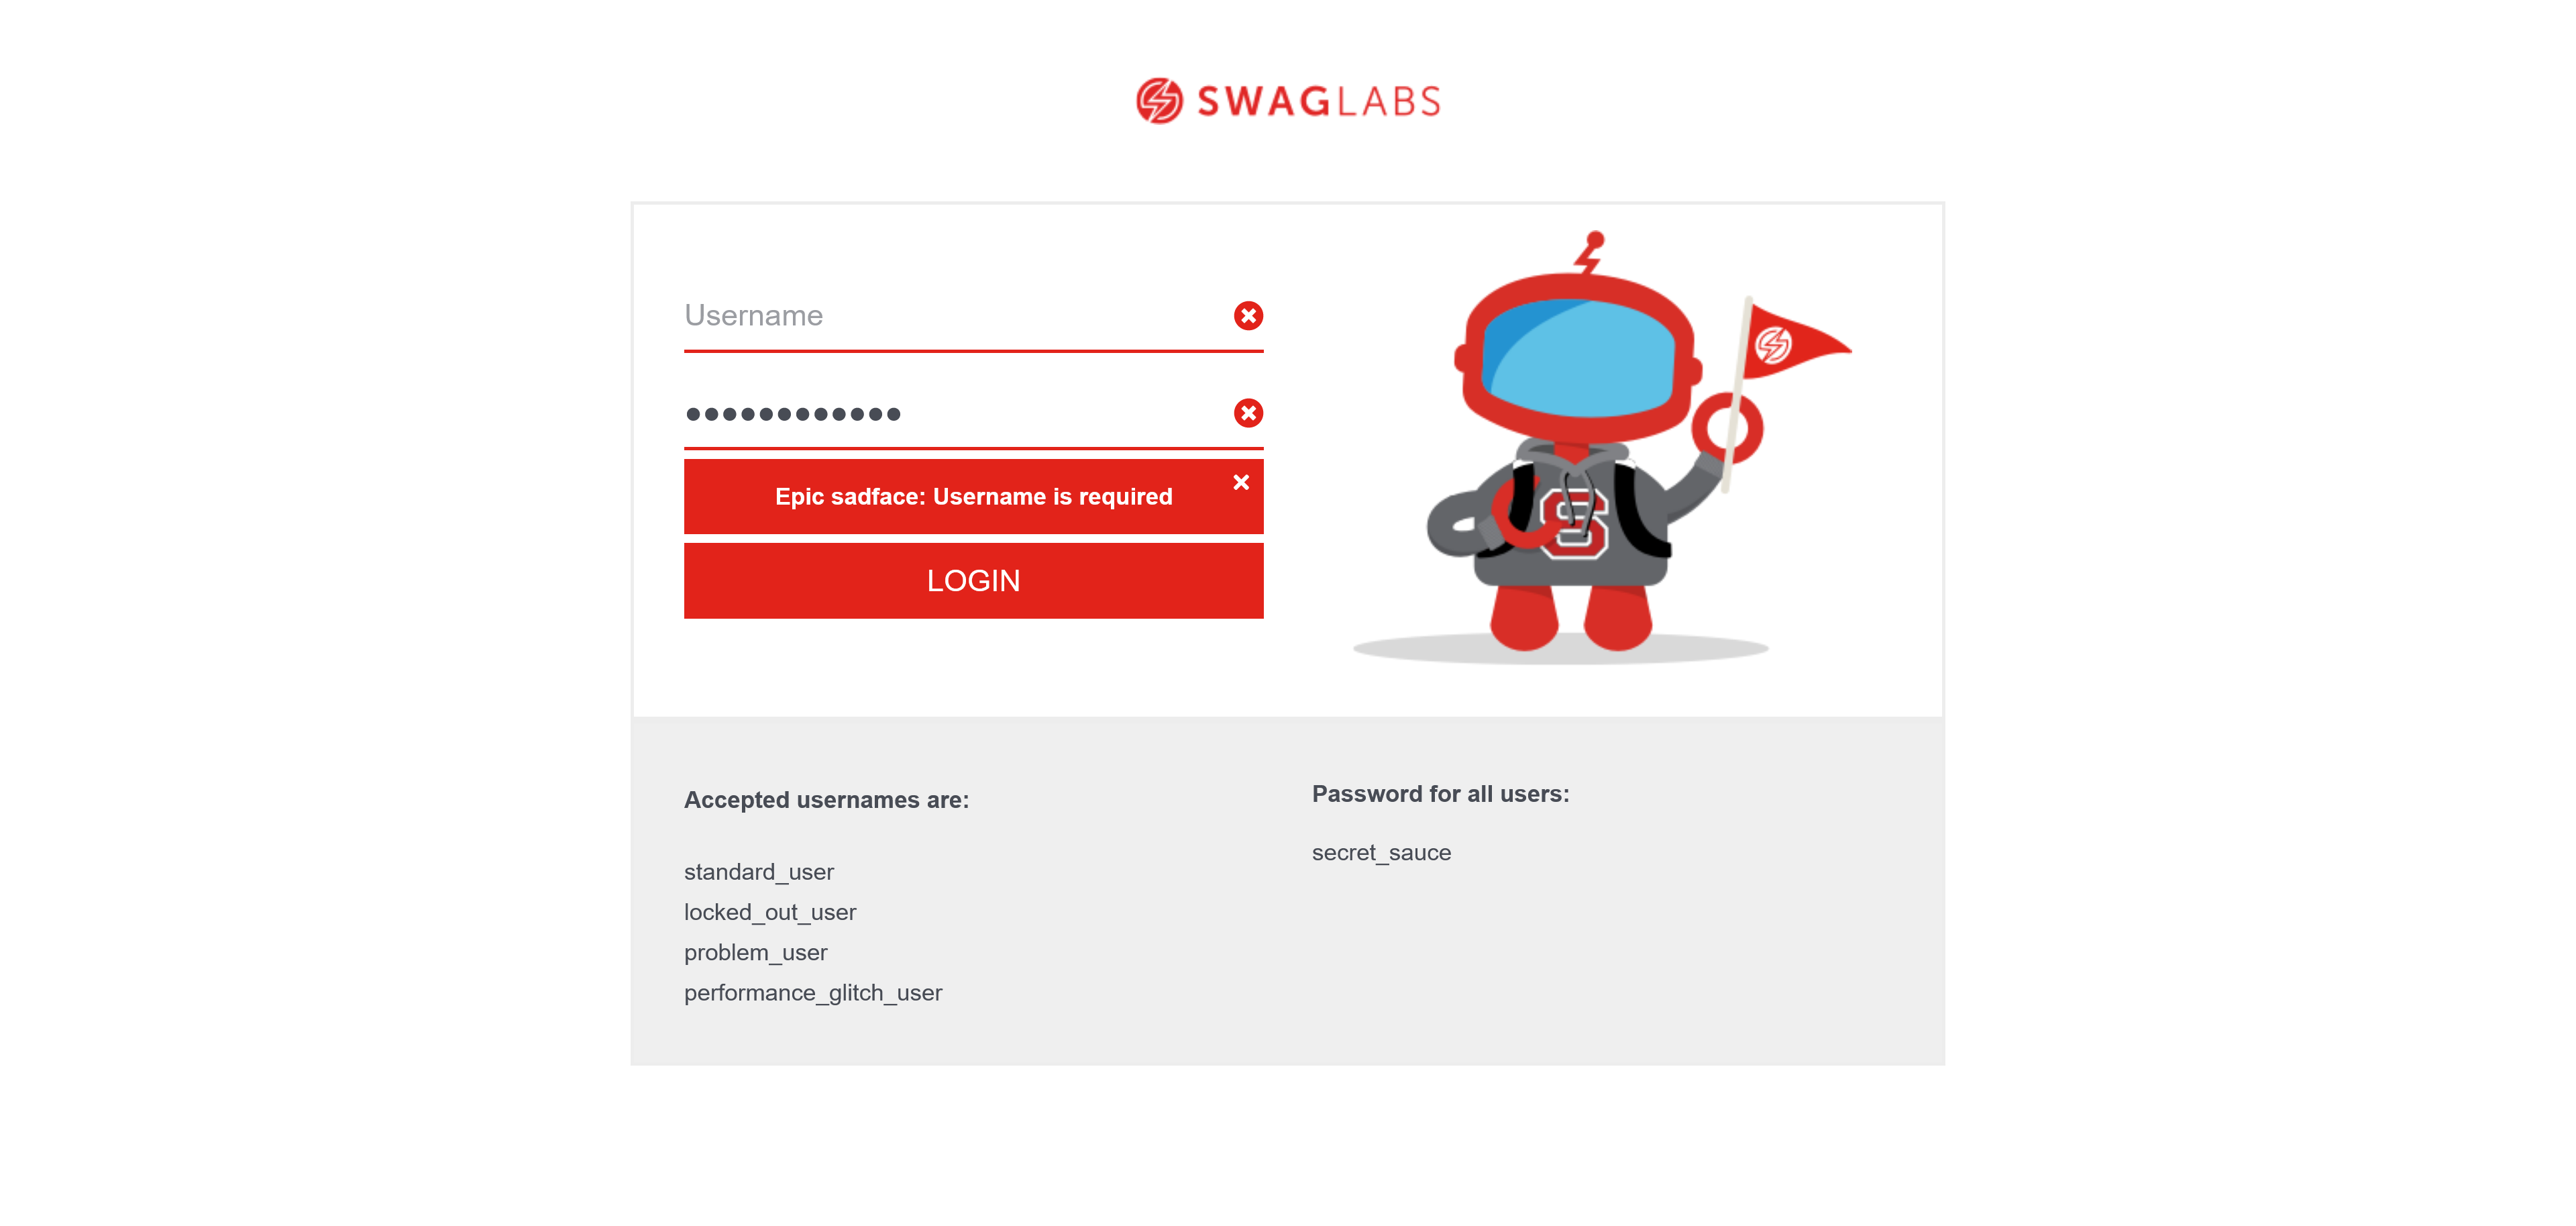 SWAGLABS
Username
••••••••••••
Epic sadface: Username is required
LOGIN
S
Accepted usernames are:
standard_user
locked_out_user
problem_user
performance_glitch_user
Password for all users:
secret_sauce